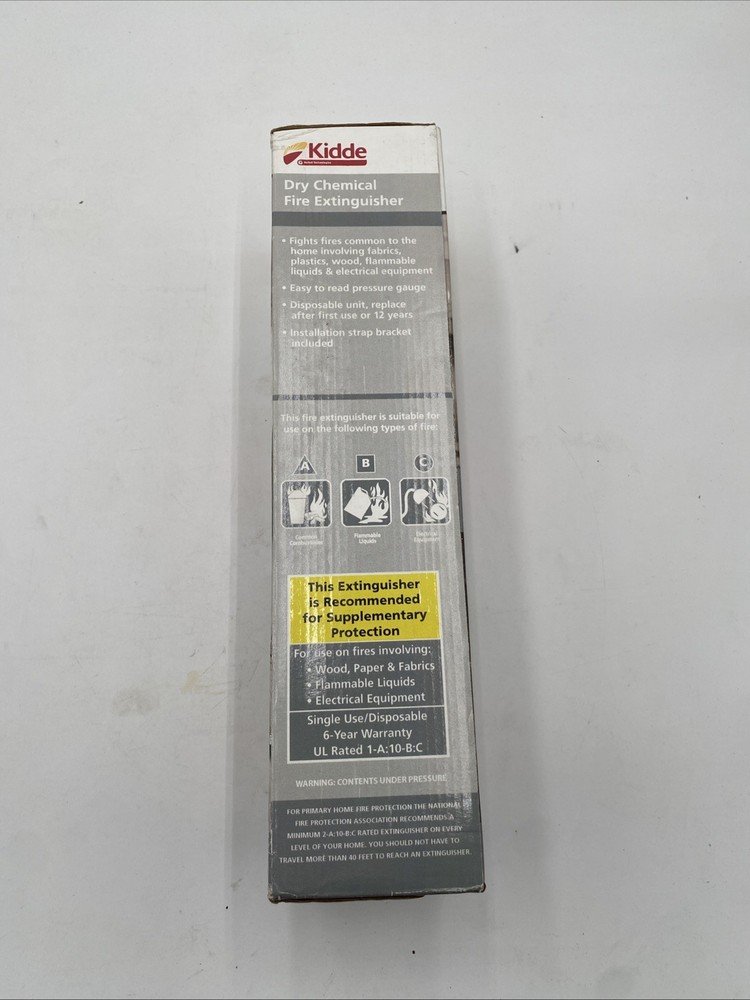 Kidde
Dry Chemical
Fire Extinguisher
• Fights fires common to the
home involving fabrics,
plastics, wood, flammable
liquids & electrical equipment
• Easy to read pressure gauge
• Disposable unit, replace
after first use or 12 years
• Installation strap bracket
included
This fire extinguisher is suitable for
use on the following types of fire:
A B C
Common Flammable Electrical
Combustibles Liquids Equipment
This Extinguisher
is Recommended
for Supplementary
Protection
For use on fires involving:
• Wood, Paper & Fabrics
• Flammable Liquids
• Electrical Equipment
Single Use/Disposable
6-Year Warranty
UL Rated 1-A:10-B:C
WARNING: CONTENTS UNDER PRESSURE
FOR PRIMARY HOME FIRE PROTECTION THE NATIONAL
FIRE PROTECTION ASSOCIATION RECOMMENDS A
MINIMUM 2-A:10-B:C RATED EXTINGUISHER ON EVERY
LEVEL OF YOUR HOME. YOU SHOULD NOT HAVE TO
TRAVEL MORE THAN 40 FEET TO REACH AN EXTINGUISHER.